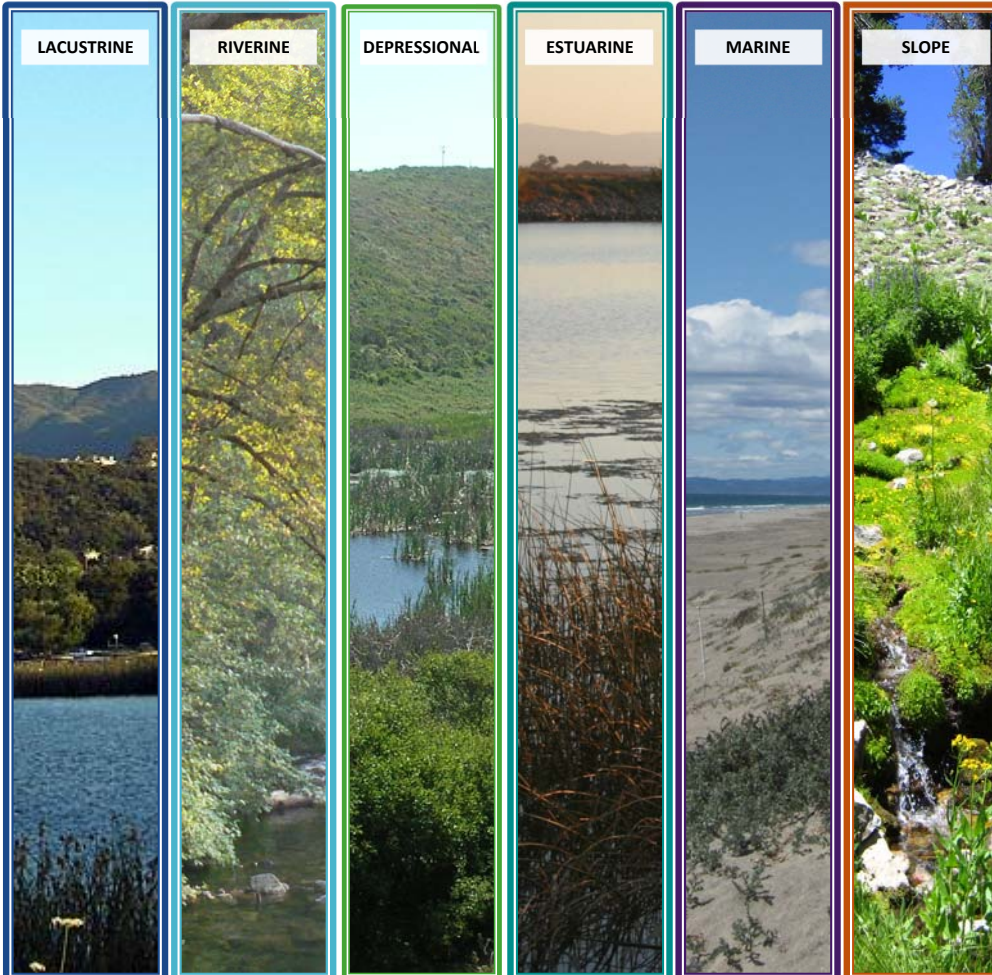 LACUSTRINE
RIVERINE
DEPRESSIONAL
ESTUARINE
MARINE
SLOPE